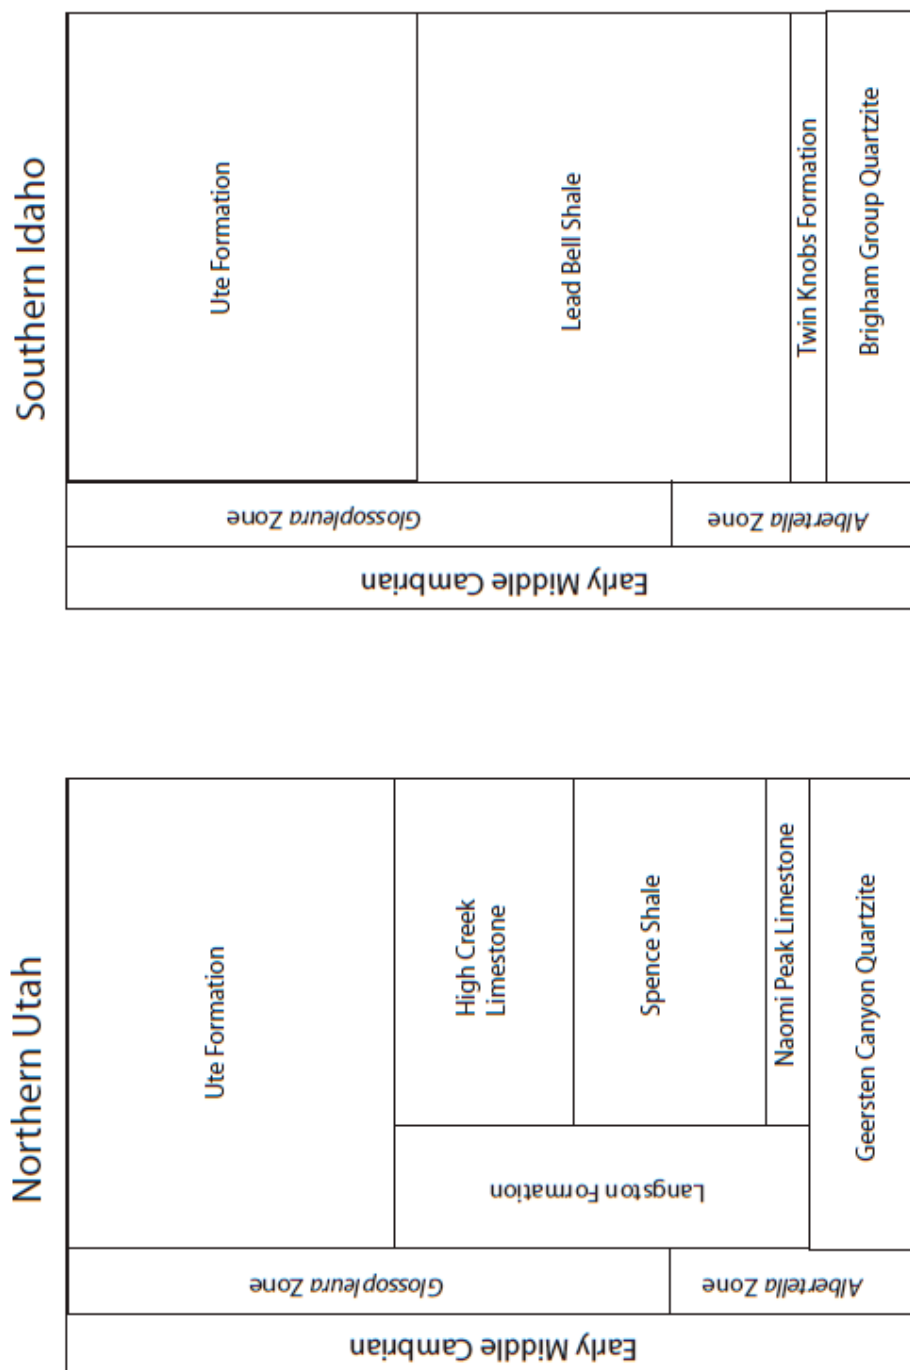 Northern Utah
Early Middle Cambrian
Glossopleura Zone
Albertella Zone
Langston Formation
Ute Formation
High Creek
Limestone
Spence Shale
Naomi Peak Limestone
Geersten Canyon Quartzite
Southern Idaho
Early Middle Cambrian
Glossopleura Zone
Albertella Zone
Ute Formation
Lead Bell Shale
Twin Knobs Formation
Brigham Group Quartzite